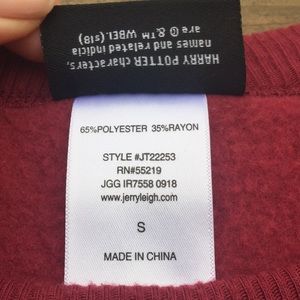 HARRY POTTER characters,
names and related indicia
are © & ™ WBEI. (s18)
65%POLYESTER 35%RAYON
STYLE #JT22253
RN#55219
JGG IR7558 0918
www.jerryleigh.com
S
MADE IN CHINA